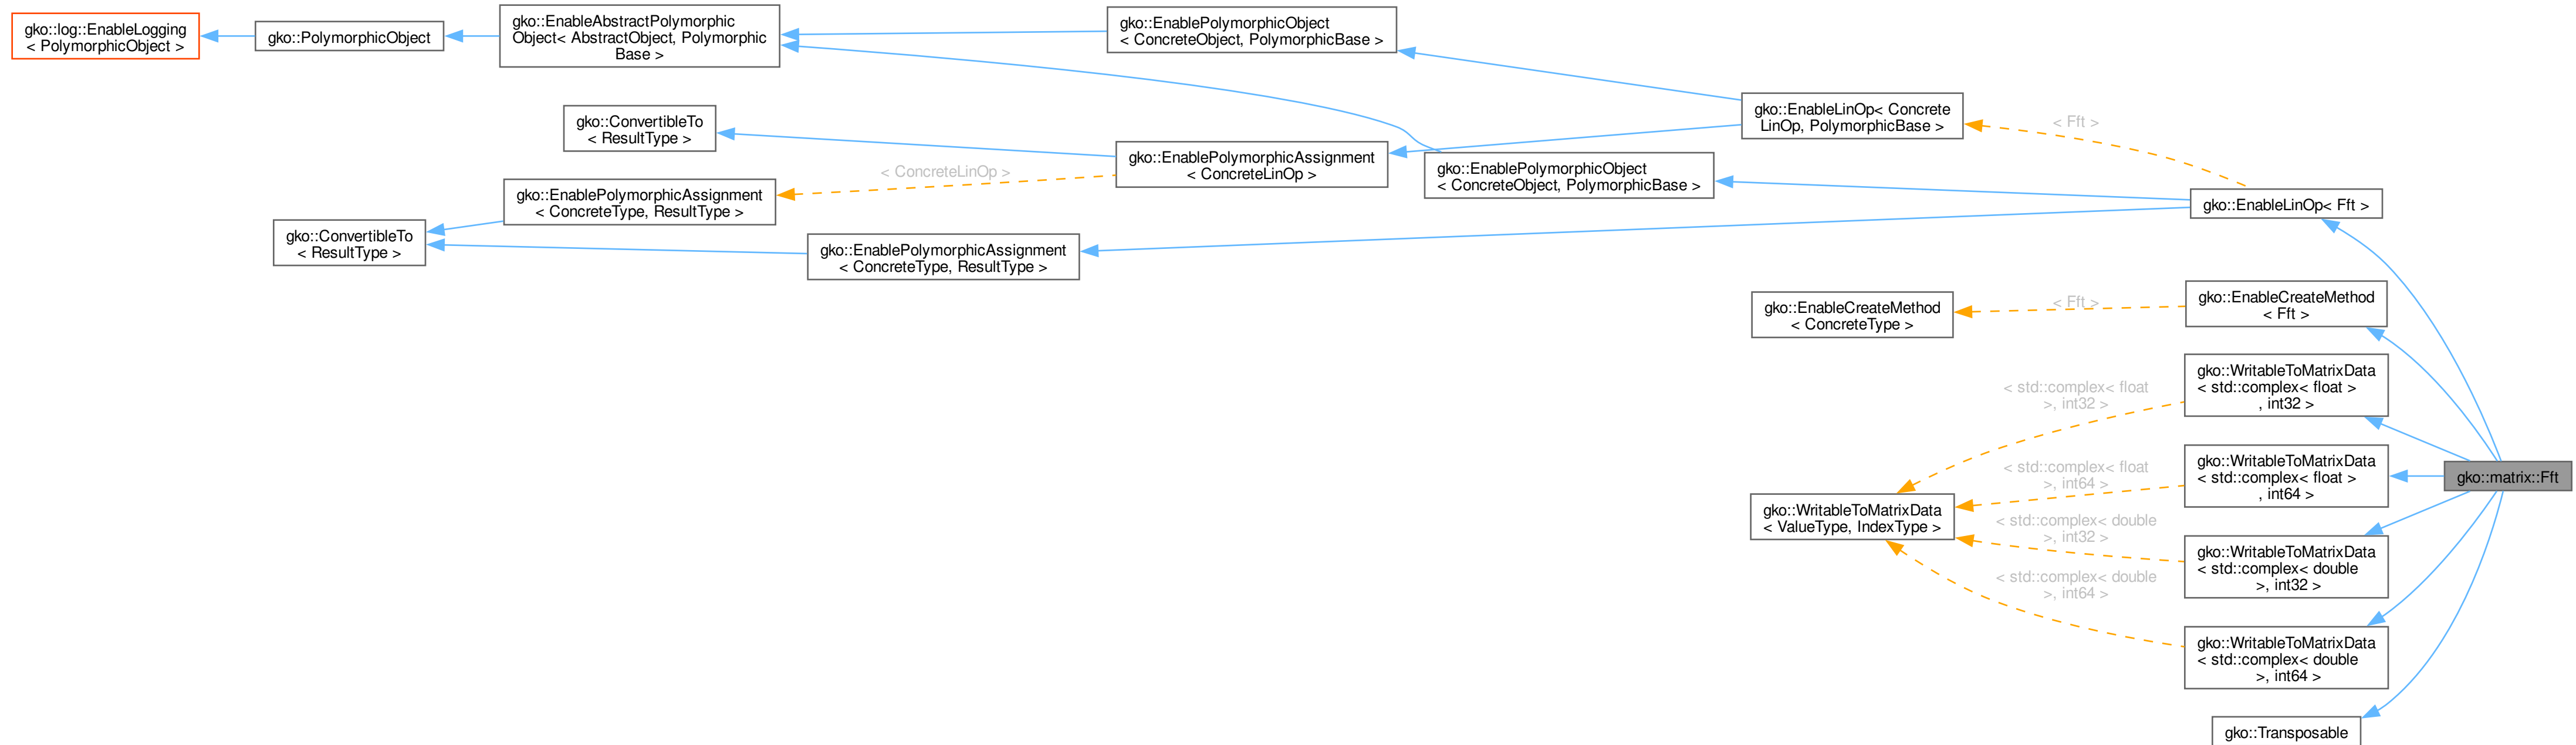 gko::log::EnableLogging
< PolymorphicObject >
gko::PolymorphicObject
gko::EnableAbstractPolymorphic
Object< AbstractObject, Polymorphic
Base >
gko::EnablePolymorphicObject
< ConcreteObject, PolymorphicBase >
gko::ConvertibleTo
< ResultType >
gko::EnableLinOp< Concrete
LinOp, PolymorphicBase >
< Fft >
gko::EnablePolymorphicAssignment
< ConcreteLinOp >
gko::EnablePolymorphicObject
< ConcreteObject, PolymorphicBase >
< ConcreteLinOp >
gko::EnablePolymorphicAssignment
< ConcreteType, ResultType >
gko::EnableLinOp< Fft >
gko::ConvertibleTo
< ResultType >
gko::EnablePolymorphicAssignment
< ConcreteType, ResultType >
gko::EnableCreateMethod
< ConcreteType >
< Fft >
gko::EnableCreateMethod
< Fft >
< std::complex< float
>, int32 >
gko::WritableToMatrixData
< std::complex< float >
, int32 >
< std::complex< float
>, int64 >
gko::WritableToMatrixData
< std::complex< float >
, int64 >
gko::matrix::Fft
gko::WritableToMatrixData
< ValueType, IndexType >
< std::complex< double
>, int32 >
gko::WritableToMatrixData
< std::complex< double
>, int32 >
< std::complex< double
>, int64 >
gko::WritableToMatrixData
< std::complex< double
>, int64 >
gko::Transposable